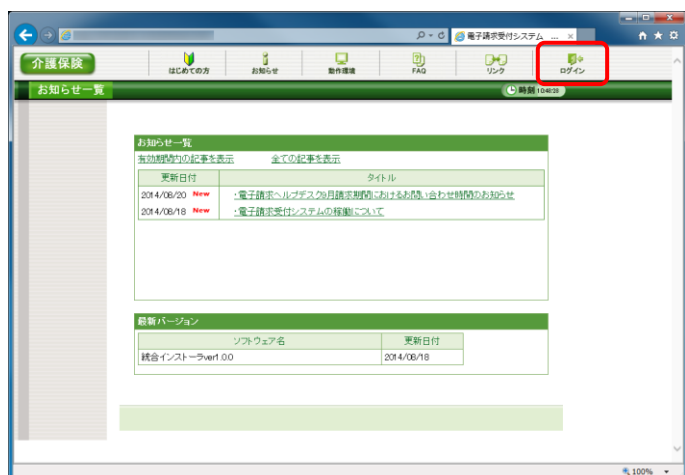 電子請求受付システム ...
介護保険
はじめての方
お知らせ
動作環境
FAQ
リンク
ログイン
お知らせ一覧
時刻 10:48:28
お知らせ一覧
有効期間内の記事を表示 全ての記事を表示
更新日付 タイトル
2014/08/20 New ・電子請求ヘルプデスク9月請求期間におけるお問い合わせ時間のお知らせ
2014/08/18 New ・電子請求受付システムの稼働について
最新バージョン
ソフトウェア名 更新日付
統合インストーラver1.0.0 2014/08/18
100%